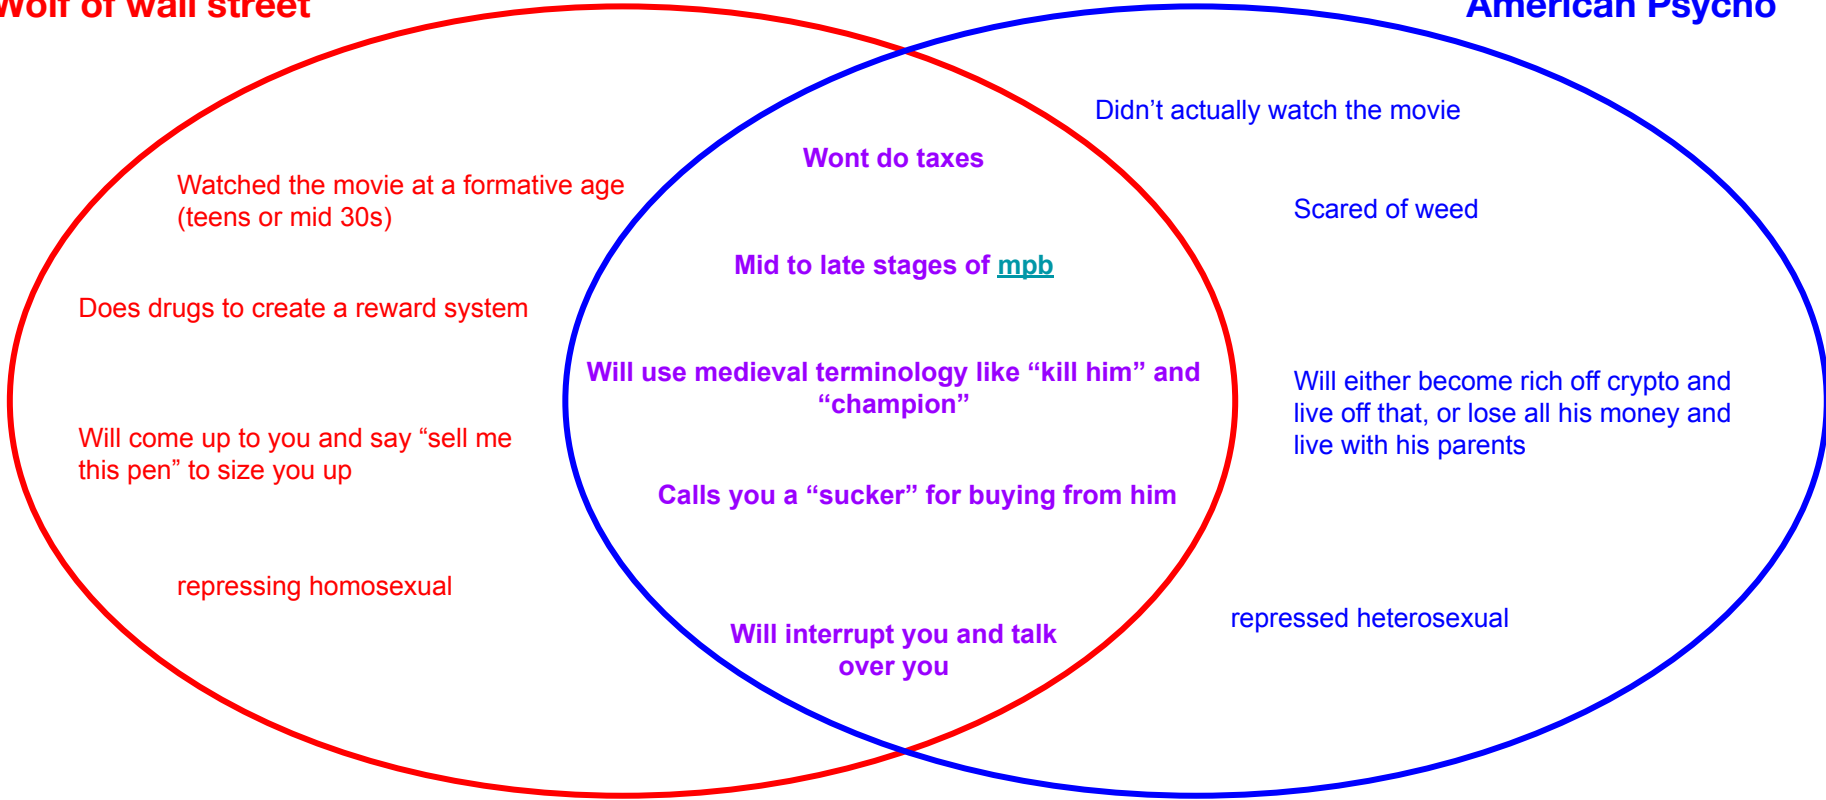 Wolf of wall street
American Psycho
Watched the movie at a formative age
(teens or mid 30s)
Does drugs to create a reward system
Will come up to you and say “sell me
this pen” to size you up
repressing homosexual
Wont do taxes
Mid to late stages of mpb
Will use medieval terminology like “kill him” and
“champion”
Calls you a “sucker” for buying from him
Will interrupt you and talk
over you
Didn’t actually watch the movie
Scared of weed
Will either become rich off crypto and
live off that, or lose all his money and
live with his parents
repressed heterosexual